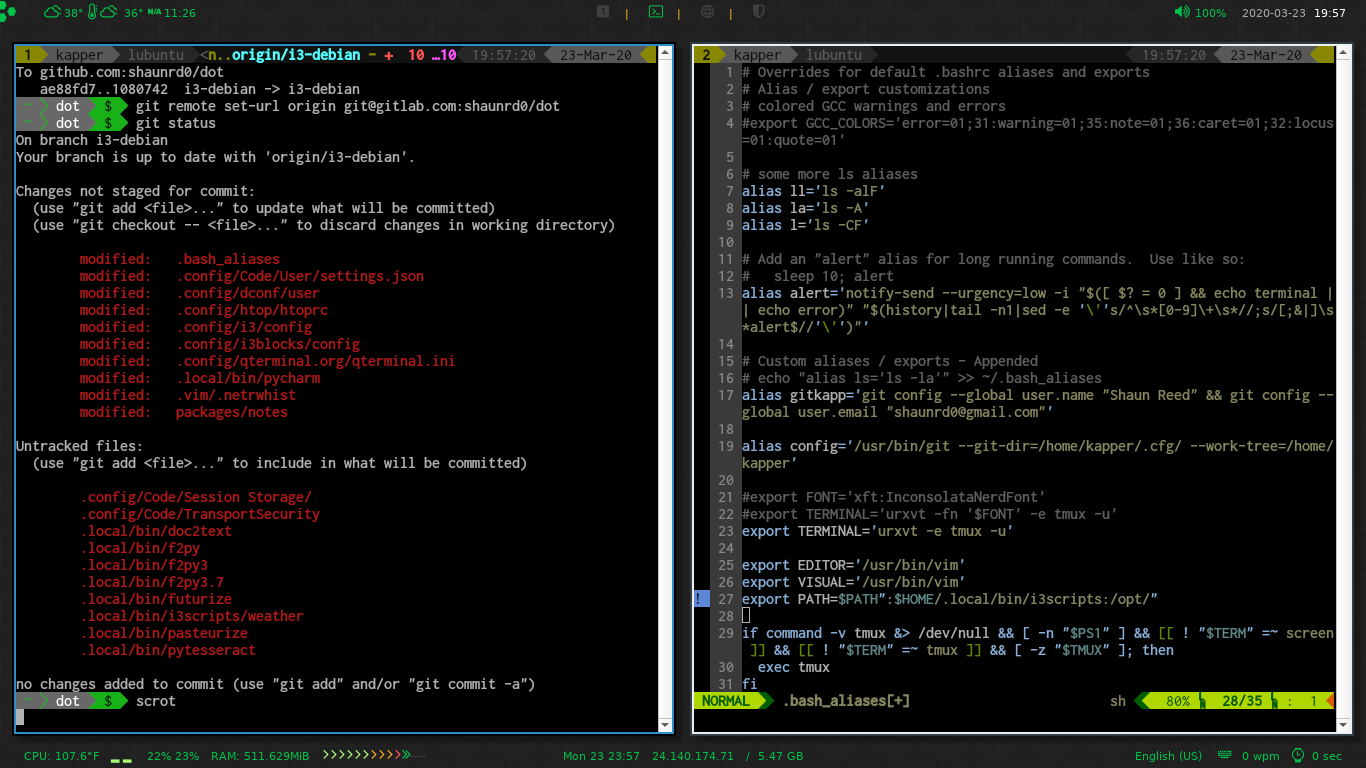 38° 36° N/A 11:26
1 | | |
100% 2020-03-23 19:57
1 kapper lubuntu <n..origin/i3-debian - + 10 …10 19:57:20 23-Mar-20
To github.com:shaunrd0/dot
   ae88fd7..1080742  i3-debian -> i3-debian
~ dot $ git remote set-url origin git@gitlab.com:shaunrd0/dot
~ dot $ git status
On branch i3-debian
Your branch is up to date with 'origin/i3-debian'.
Changes not staged for commit:
  (use "git add <file>..." to update what will be committed)
  (use "git checkout -- <file>..." to discard changes in working directory)
        modified:   .bash_aliases
        modified:   .config/Code/User/settings.json
        modified:   .config/dconf/user
        modified:   .config/htop/htoprc
        modified:   .config/i3/config
        modified:   .config/i3blocks/config
        modified:   .config/qterminal.org/qterminal.ini
        modified:   .local/bin/pycharm
        modified:   .vim/.netrwhist
        modified:   packages/notes
Untracked files:
  (use "git add <file>..." to include in what will be committed)
        .config/Code/Session Storage/
        .config/Code/TransportSecurity
        .local/bin/doc2text
        .local/bin/f2py
        .local/bin/f2py3
        .local/bin/f2py3.7
        .local/bin/futurize
        .local/bin/i3scripts/weather
        .local/bin/pasteurize
        .local/bin/pytesseract
no changes added to commit (use "git add" and/or "git commit -a")
~ dot $ scrot
2 kapper lubuntu 19:57:20 23-Mar-20
1 # Overrides for default .bashrc aliases and exports
2 # Alias / export customizations
3 # colored GCC warnings and errors
4 #export GCC_COLORS='error=01;31:warning=01;35:note=01;36:caret=01;32:locus
=01:quote=01'
5
6 # some more ls aliases
7 alias ll='ls -alF'
8 alias la='ls -A'
9 alias l='ls -CF'
10
11 # Add an "alert" alias for long running commands.  Use like so:
12 #   sleep 10; alert
13 alias alert='notify-send --urgency=low -i "$([ $? = 0 ] && echo terminal |
| echo error)" "$(history|tail -n1|sed -e '\''s/^\s*[0-9]\+\s*//;s/[;&|]\s
*alert$//'\'')"'
14
15 # Custom aliases / exports - Appended
16 # echo "alias ls='ls -la'" >> ~/.bash_aliases
17 alias gitkapp='git config --global user.name "Shaun Reed" && git config --
global user.email "shaunrd0@gmail.com"'
18
19 alias config='/usr/bin/git --git-dir=/home/kapper/.cfg/ --work-tree=/home/
kapper'
20
21 #export FONT='xft:InconsolataNerdFont'
22 #export TERMINAL='urxvt -fn '$FONT' -e tmux -u'
23 export TERMINAL='urxvt -e tmux -u'
24
25 export EDITOR='/usr/bin/vim'
26 export VISUAL='/usr/bin/vim'
! 27 export PATH=$PATH":$HOME/.local/bin/i3scripts:/opt/"
28
29 if command -v tmux &> /dev/null && [ -n "$PS1" ] && [[ ! "$TERM" =~ screen
 ]] && [[ ! "$TERM" =~ tmux ]] && [ -z "$TMUX" ]; then
30   exec tmux
31 fi
NORMAL .bash_aliases[+] sh 80% 28/35 : 1
CPU: 107.6°F 22% 23% RAM: 511.629MiB >>>>>>>>>>>>----
Mon 23 23:57 24.140.174.71 / 5.47 GB
English (US) 0 wpm 0 sec